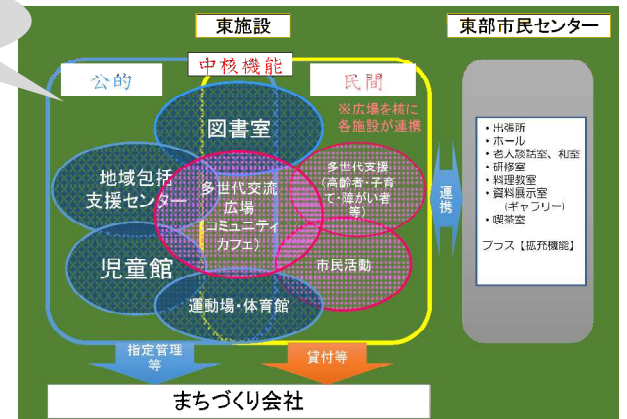 東施設
東部市民センター
中核機能
公的
民間
※広場を核に
各施設が連携
図書室
地域包括
支援センター
多世代交流
広場
(コミュニティ
カフェ)
多世代支援
(高齢者・子育
て・障がい者
等)
児童館
市民活動
運動場・体育館
連携
・出張所
・ホール
・老人談話室、和室
・研修室
・料理教室
・資料展示室
(ギャラリー)
・喫茶室
プラス【拡充機能】
指定管理
等
貸付等
まちづくり会社